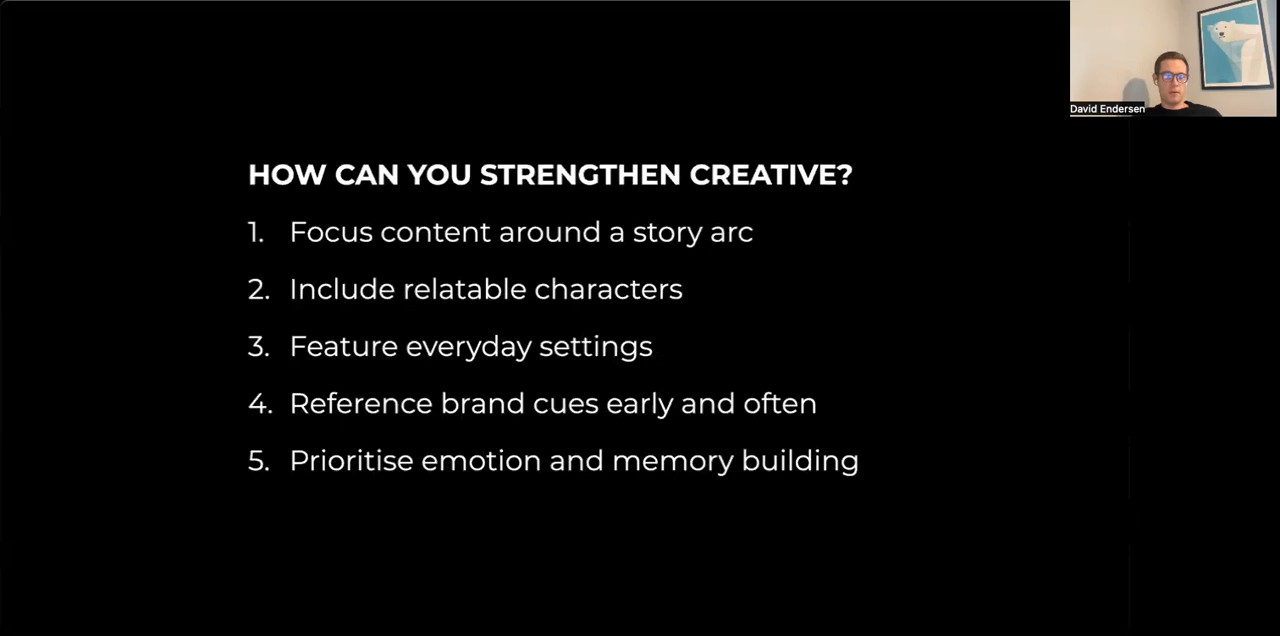 HOW CAN YOU STRENGTHEN CREATIVE?
1. Focus content around a story arc
2. Include relatable characters
3. Feature everyday settings
4. Reference brand cues early and often
5. Prioritise emotion and memory building
David Endersen